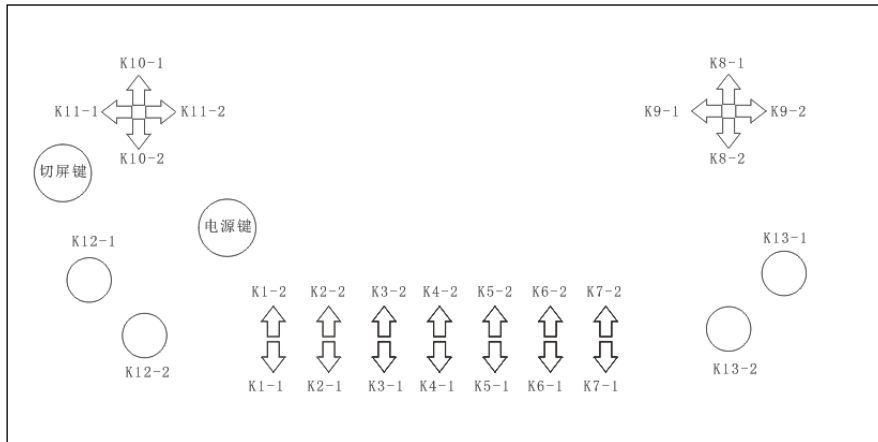 K10-1 K8-1
K11-1 K11-2 K9-1 K9-2
K10-2 K8-2
切屏键
电源键
K12-1 K13-1
K1-2 K2-2 K3-2 K4-2 K5-2 K6-2 K7-2
K12-2 K13-2
K1-1 K2-1 K3-1 K4-1 K5-1 K6-1 K7-1